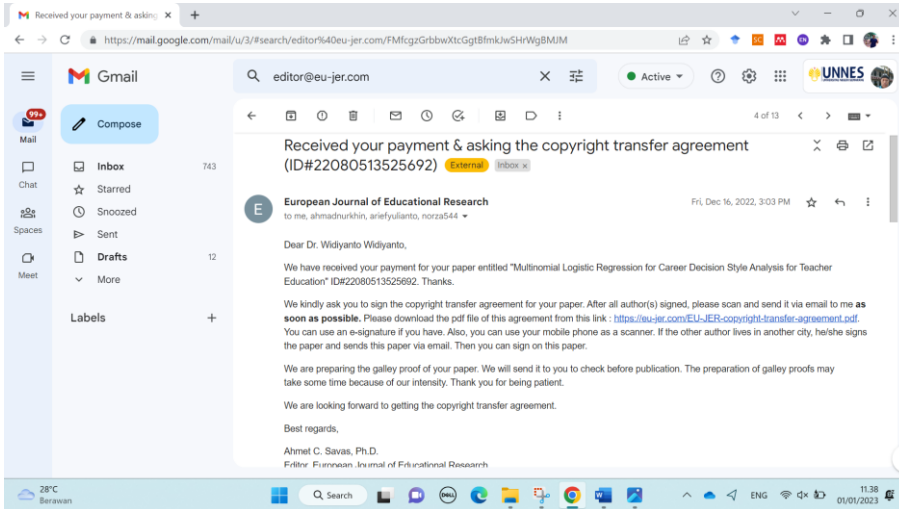 Received your payment & asking
https://mail.google.com/mail/u/3/#search/editor%40eu-jer.com/FMfcgzGrbbwXtcGgtBfmkJwSHrWgBMJM
Gmail
editor@eu-jer.com
Active
UNNES
99+
Mail
Chat
Spaces
Meet
Compose
Inbox 743
Starred
Snoozed
Sent
Drafts 12
More
Labels
4 of 13
Received your payment & asking the copyright transfer agreement
(ID#22080513525692) External Inbox x
E
European Journal of Educational Research
Fri, Dec 16, 2022, 3:03 PM
to me, ahmadnurkhin, ariefyulianto, norza544
Dear Dr. Widiyanto Widiyanto,
We have received your payment for your paper entitled "Multinomial Logistic Regression for Career Decision Style Analysis for Teacher
Education" ID#22080513525692. Thanks.
We kindly ask you to sign the copyright transfer agreement for your paper. After all author(s) signed, please scan and send it via email to me as
soon as possible. Please download the pdf file of this agreement from this link : https://eu-jer.com/EU-JER-copyright-transfer-agreement.pdf.
You can use an e-signature if you have. Also, you can use your mobile phone as a scanner. If the other author lives in another city, he/she signs
the paper and sends this paper via email. Then you can sign on this paper.
We are preparing the galley proof of your paper. We will send it to you to check before publication. The preparation of galley proofs may
take some time because of our intensity. Thank you for being patient.
We are looking forward to getting the copyright transfer agreement.
Best regards,
Ahmet C. Savas, Ph.D.
Editor, European Journal of Educational Research
28°C
Berawan
Search
DELL
ENG
11.38
01/01/2023